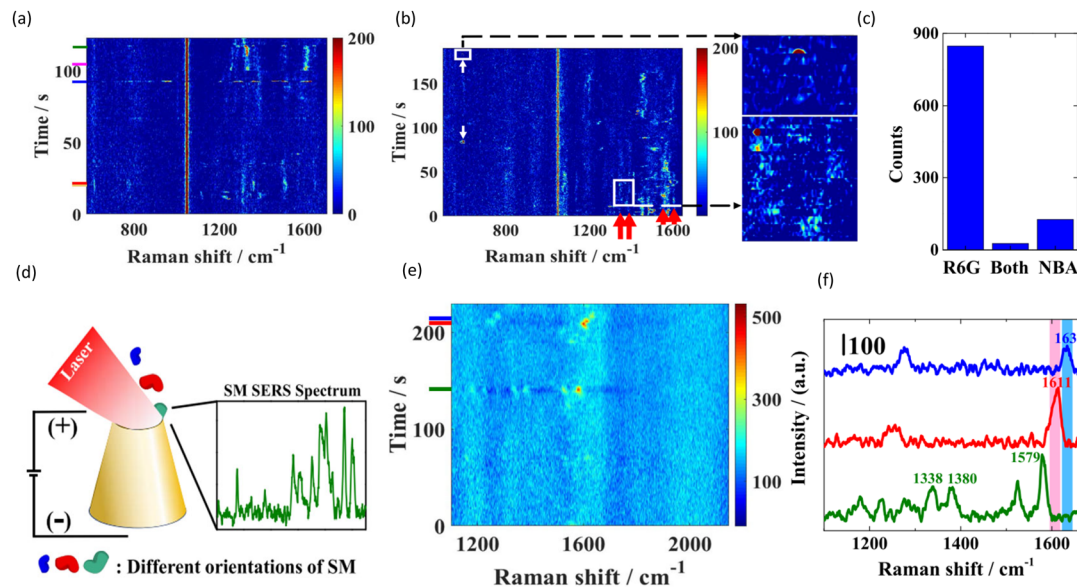 (a)
Time / s
100
50
0
800
1200
1600
Raman shift / cm⁻¹
200
100
0
(b)
Time / s
150
100
50
0
800
1200
1600
Raman shift / cm⁻¹
200
100
0
(c)
Counts
900
600
300
0
R6G Both NBA
(d)
Laser
(+)
(-)
SM SERS Spectrum
: Different orientations of SM
(e)
Time / s
200
100
0
1200
1600
2000
Raman shift / cm⁻¹
500
300
100
(f)
Intensity / (a.u.)
100
163
1611
1579
1338 1380
1200
1400
1600
Raman shift / cm⁻¹